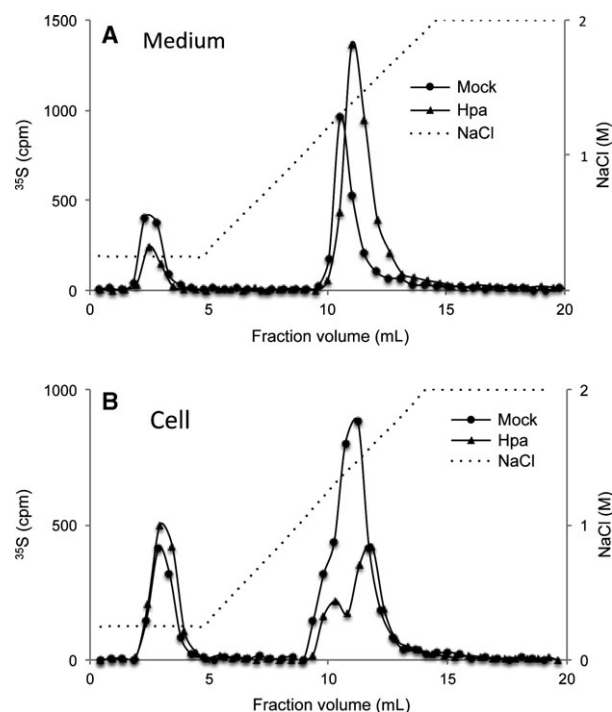 A Medium
1500
1000
500
0
³⁵S (cpm)
Mock
Hpa
NaCl
2
1
0
NaCl (M)
0 5 10 15 20
Fraction volume (mL)
B Cell
1000
500
0
³⁵S (cpm)
Mock
Hpa
NaCl
2
1
0
NaCl (M)
0 5 10 15 20
Fraction volume (mL)